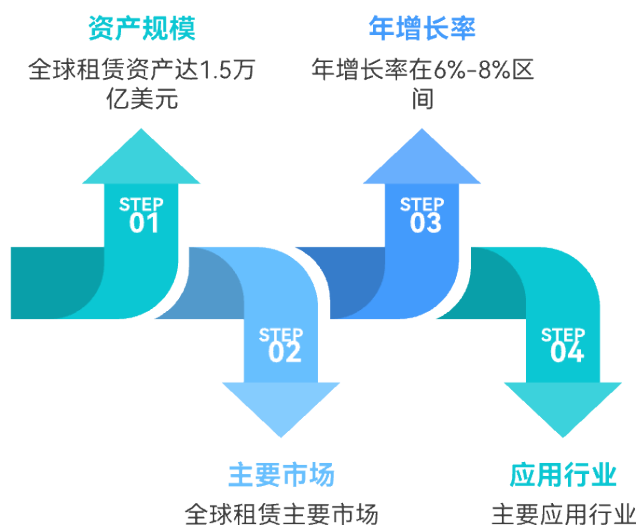 资产规模
全球租赁资产达1.5万
亿美元
年增长率
年增长率在6%-8%区
间
STEP
01
STEP
03
STEP
02
STEP
04
主要市场
全球租赁主要市场
应用行业
主要应用行业